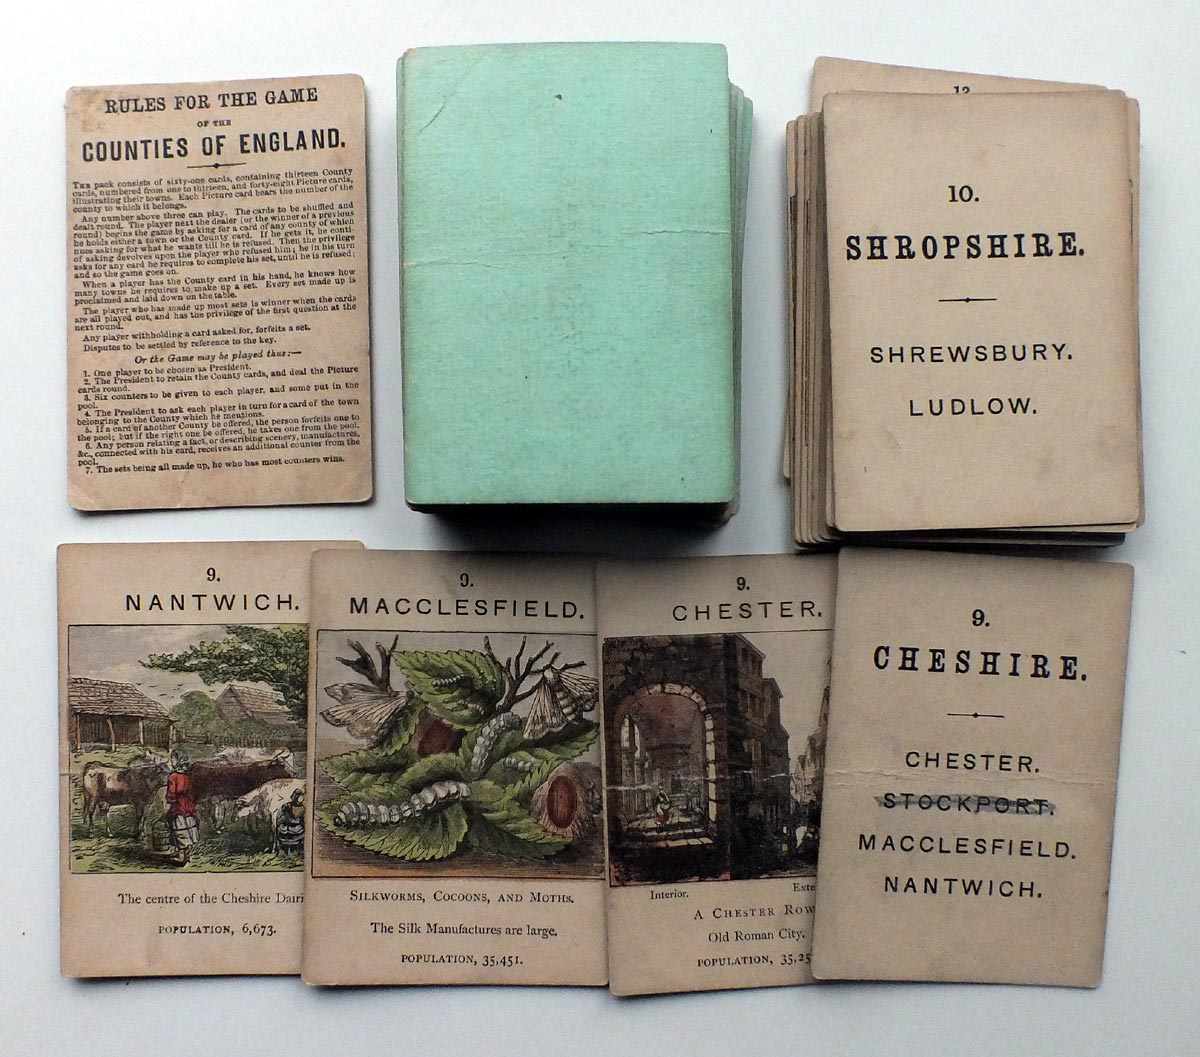 RULES FOR THE GAME
OF THE
COUNTIES OF ENGLAND.
THE pack consists of sixty-one cards, containing thirteen County
cards, numbered from one to thirteen, and forty-eight Picture cards,
illustrating their towns. Each Picture card bears the number of the
county to which it belongs.
Any number above three can play. The cards to be shuffled and
dealt round. The player next the dealer (or the winner of a previous
round) begins the game by asking for a card of any county of which
he holds either a town or the County card. If he gets it, he conti-
nues asking for what he wants till he is refused. Then the privilege
of asking devolves upon the player who refused him; he in his turn
asks for any card he requires to complete his set, until he is refused;
and so the game goes on.
When a player has the County card in his hand, he knows how
many towns he requires to make up a set. Every set made up is
proclaimed and laid down on the table.
The player who has made up most sets is winner when the cards
are all played out, and has the privilege of the first question at the
next round.
Any player withholding a card asked for, forfeits a set.
Disputes to be settled by reference to the key.
Or the Game may be played thus:—
1. One player to be chosen as President.
2. The President to retain the County cards, and deal the Picture
cards round.
3. Six counters to be given to each player, and some put in the
pool.
4. The President to ask each player in turn for a card of the town
belonging to the County which he mentions.
5. If a card of another County be offered, the person forfeits one to
the pool; but if the right one be offered, he takes one from the pool.
6. Any person relating a fact, or describing scenery, manufactures,
&c., connected with his card, receives an additional counter from the
pool.
7. The sets being all made up, he who has most counters wins.
12
10.
SHROPSHIRE.
SHREWSBURY.
LUDLOW.
9.
NANTWICH.
The centre of the Cheshire Dairi
POPULATION, 6,673.
9.
MACCLESFIELD.
SILKWORMS, COCOONS, AND MOTHS.
The Silk Manufactures are large.
POPULATION, 35,451.
9.
CHESTER.
Interior. Exte
A CHESTER ROW
Old Roman City.
POPULATION, 35,25
9.
CHESHIRE.
CHESTER.
STOCKPORT.
MACCLESFIELD.
NANTWICH.